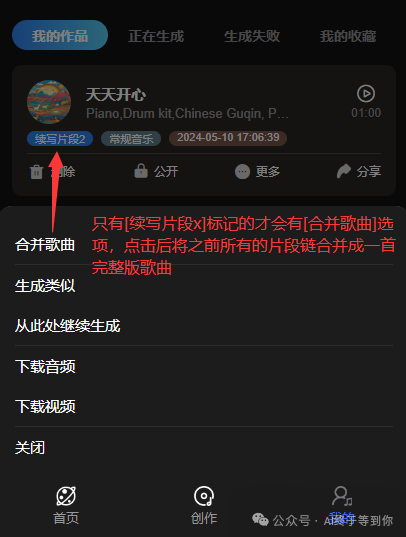 我的作品 正在生成 生成失败 我的收藏
天天开心
Piano,Drum kit,Chinese Guqin, P...
01:00
续写片段2 常规音乐 2024-05-10 17:06:39
删除 公开 更多 分享
只有[续写片段x]标记的才会有[合并歌曲]选
项，点击后将之前所有的片段链合并成一首
完整版歌曲
合并歌曲
生成类似
从此处继续生成
下载音频
下载视频
关闭
首页 创作 我的
公众号 · AI终于等到你